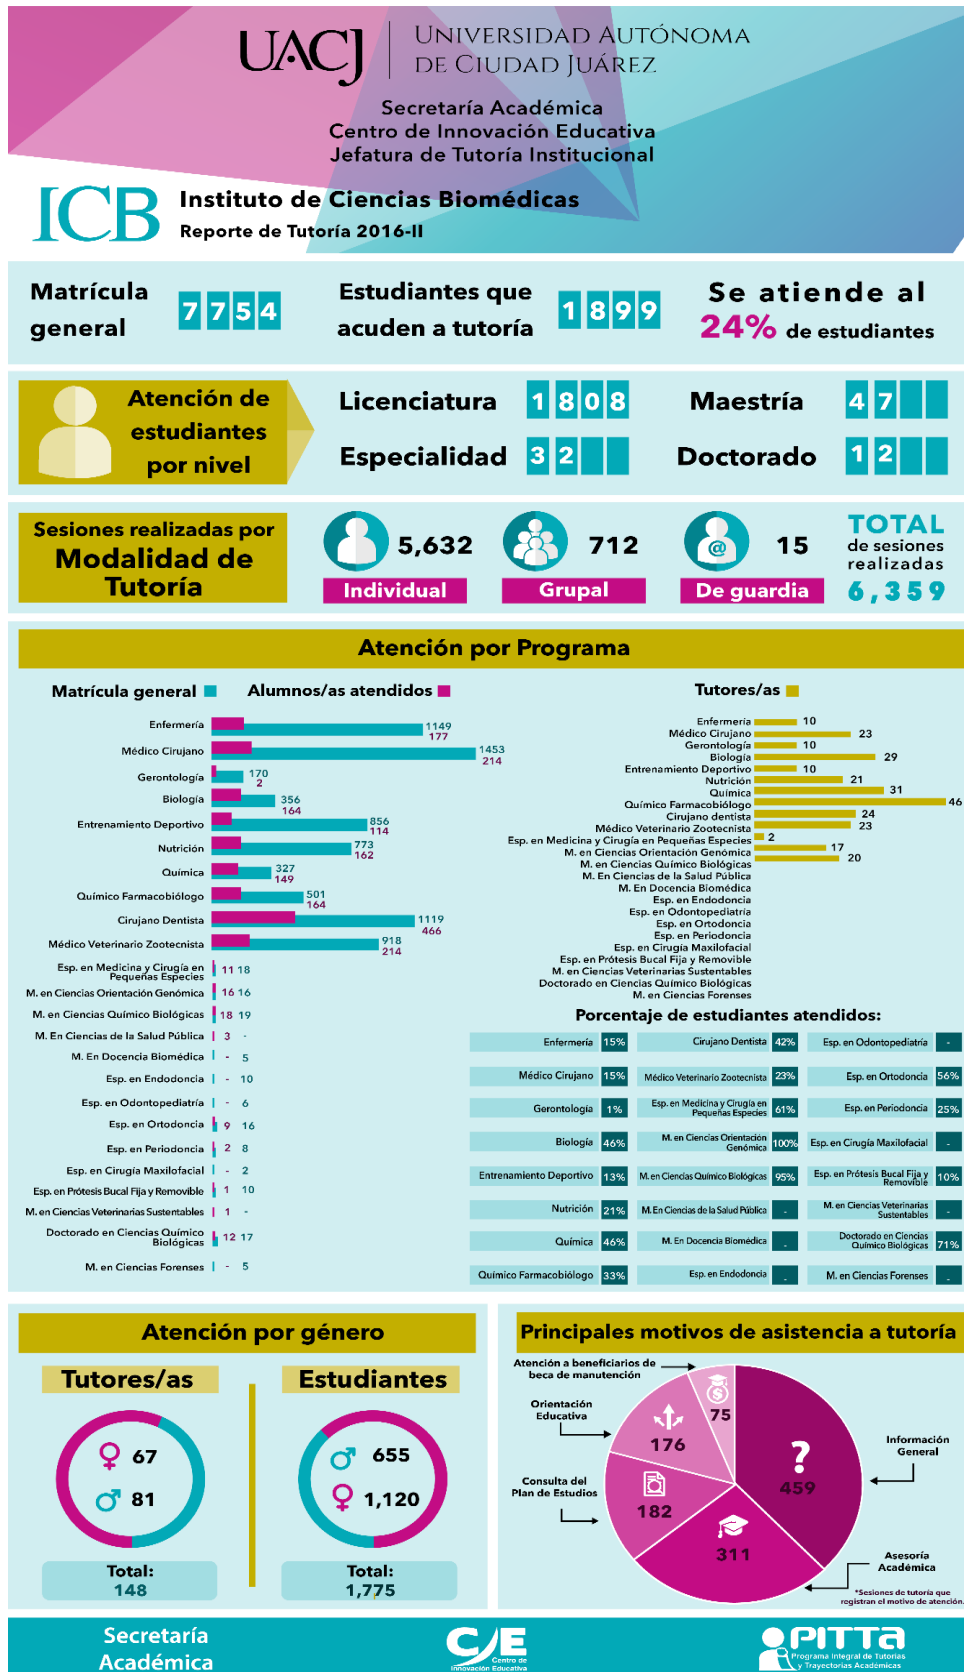 UACJ
UNIVERSIDAD AUTÓNOMA
DE CIUDAD JUÁREZ
Secretaría Académica
Centro de Innovación Educativa
Jefatura de Tutoría Institucional
ICB
Instituto de Ciencias Biomédicas
Reporte de Tutoría 2016-II
Matrícula
general
7754
Estudiantes que
acuden a tutoría
1899
Se atiende al
24% de estudiantes
Atención de
estudiantes
por nivel
Licenciatura 1808
Maestría 47
Especialidad 32
Doctorado 12
Sesiones realizadas por
Modalidad de
Tutoría
5,632
Individual
712
Grupal
@
15
De guardia
TOTAL
de sesiones
realizadas
6,359
Atención por Programa
Matrícula general
Alumnos/as atendidos
Enfermería 1149
177
Médico Cirujano 1453
214
Gerontología 170
2
Biología 356
164
Entrenamiento Deportivo 856
114
Nutrición 773
162
Química 327
149
Químico Farmacobiólogo 501
164
Cirujano Dentista 1119
466
Médico Veterinario Zootecnista 918
214
Esp. en Medicina y Cirugía en
Pequeñas Especies 11 18
M. en Ciencias Orientación Genómica 16 16
M. en Ciencias Químico Biológicas 18 19
M. En Ciencias de la Salud Pública 3 -
M. En Docencia Biomédica - 5
Esp. en Endodoncia - 10
Esp. en Odontopediatría - 6
Esp. en Ortodoncia 9 16
Esp. en Periodoncia 2 8
Esp. en Cirugía Maxilofacial - 2
Esp. en Prótesis Bucal Fija y Removible 1 10
M. en Ciencias Veterinarias Sustentables 1 -
Doctorado en Ciencias Químico
Biológicas 12 17
M. en Ciencias Forenses - 5
Tutores/as
Enfermería 10
Médico Cirujano 23
Gerontología 10
Biología 29
Entrenamiento Deportivo 10
Nutrición 21
Química 31
Químico Farmacobiólogo 46
Cirujano dentista 24
Médico Veterinario Zootecnista 23
Esp. en Medicina y Cirugía en Pequeñas Especies 2
M. en Ciencias Orientación Genómica 17
M. en Ciencias Químico Biológicas 20
M. En Ciencias de la Salud Pública
M. En Docencia Biomédica
Esp. en Endodoncia
Esp. en Odontopediatría
Esp. en Ortodoncia
Esp. en Periodoncia
Esp. en Cirugía Maxilofacial
Esp. en Prótesis Bucal Fija y Removible
M. en Ciencias Veterinarias Sustentables
Doctorado en Ciencias Químico Biológicas
M. en Ciencias Forenses
Porcentaje de estudiantes atendidos:
Enfermería 15%
Médico Cirujano 15%
Gerontología 1%
Biología 46%
Entrenamiento Deportivo 13%
Nutrición 21%
Química 46%
Químico Farmacobiólogo 33%
Cirujano Dentista 42%
Médico Veterinario Zootecnista 23%
Esp. en Medicina y Cirugía en
Pequeñas Especies 61%
M. en Ciencias Orientación
Genómica 100%
M. en Ciencias Químico Biológicas 95%
M. En Ciencias de la Salud Pública -
M. En Docencia Biomédica -
Esp. en Endodoncia -
Esp. en Odontopediatría -
Esp. en Ortodoncia 56%
Esp. en Periodoncia 25%
Esp. en Cirugía Maxilofacial -
Esp. en Prótesis Bucal Fija y
Removible 10%
M. en Ciencias Veterinarias
Sustentables -
Doctorado en Ciencias
Químico Biológicas 71%
M. en Ciencias Forenses -
Atención por género
Tutores/as
67
81
Total:
148
Estudiantes
655
1,120
Total:
1,775
Principales motivos de asistencia a tutoría
Atención a beneficiarios de
beca de manutención
75
Orientación
Educativa
176
Consulta del
Plan de Estudios
182
?
459
Información
General
311
Asesoría
Académica
*Sesiones de tutoría que
registran el motivo de atención.
Secretaría
Académica
CIE
Centro de
Innovación Educativa
PITTA
Programa Integral de Tutorías
y Trayectorias Académicas